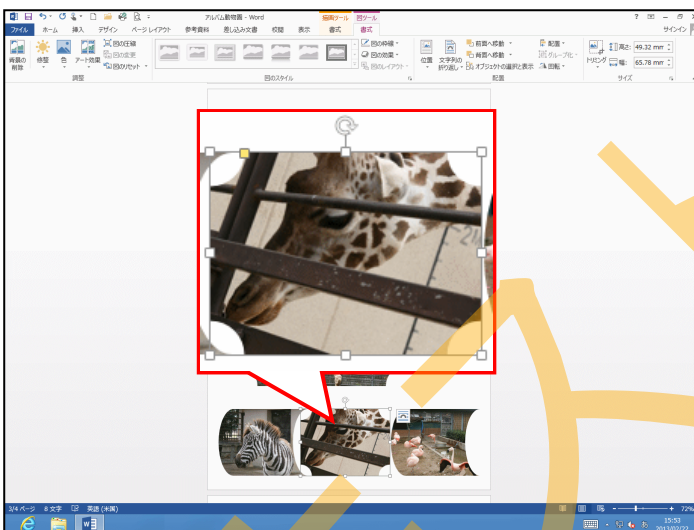 アルバム動物園 - Word
描画ツール 図ツール
サインイン
ファイル ホーム 挿入 デザイン ページ レイアウト 参考資料 差し込み文書 校閲 表示 書式 書式
背景の削除
修整
色
アート効果
図の圧縮
図の変更
図のリセット
図の枠線
図の効果
図のレイアウト
位置
文字列の折り返し
前面へ移動
背面へ移動
オブジェクトの選択と表示
配置
グループ化
回転
トリミング
高さ: 49.32 mm
幅: 65.78 mm
調整 図のスタイル 配置 サイズ
3/4 ページ 8 文字 英語 (米国) 72%
15:53